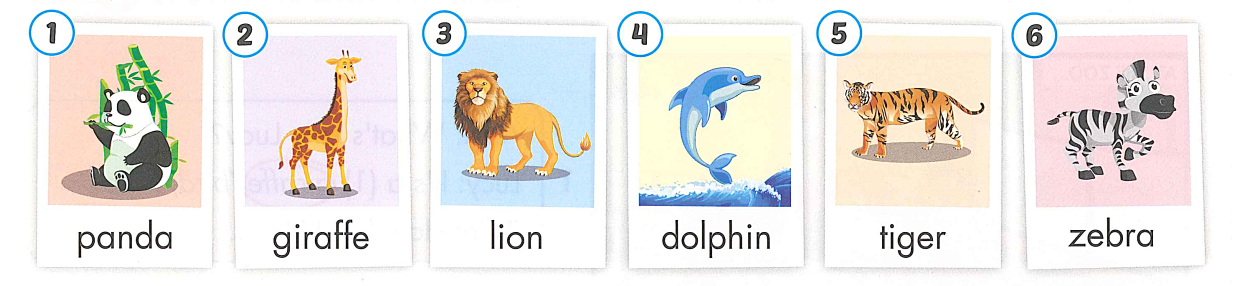 1 2 3 4 5 6
panda giraffe lion dolphin tiger zebra